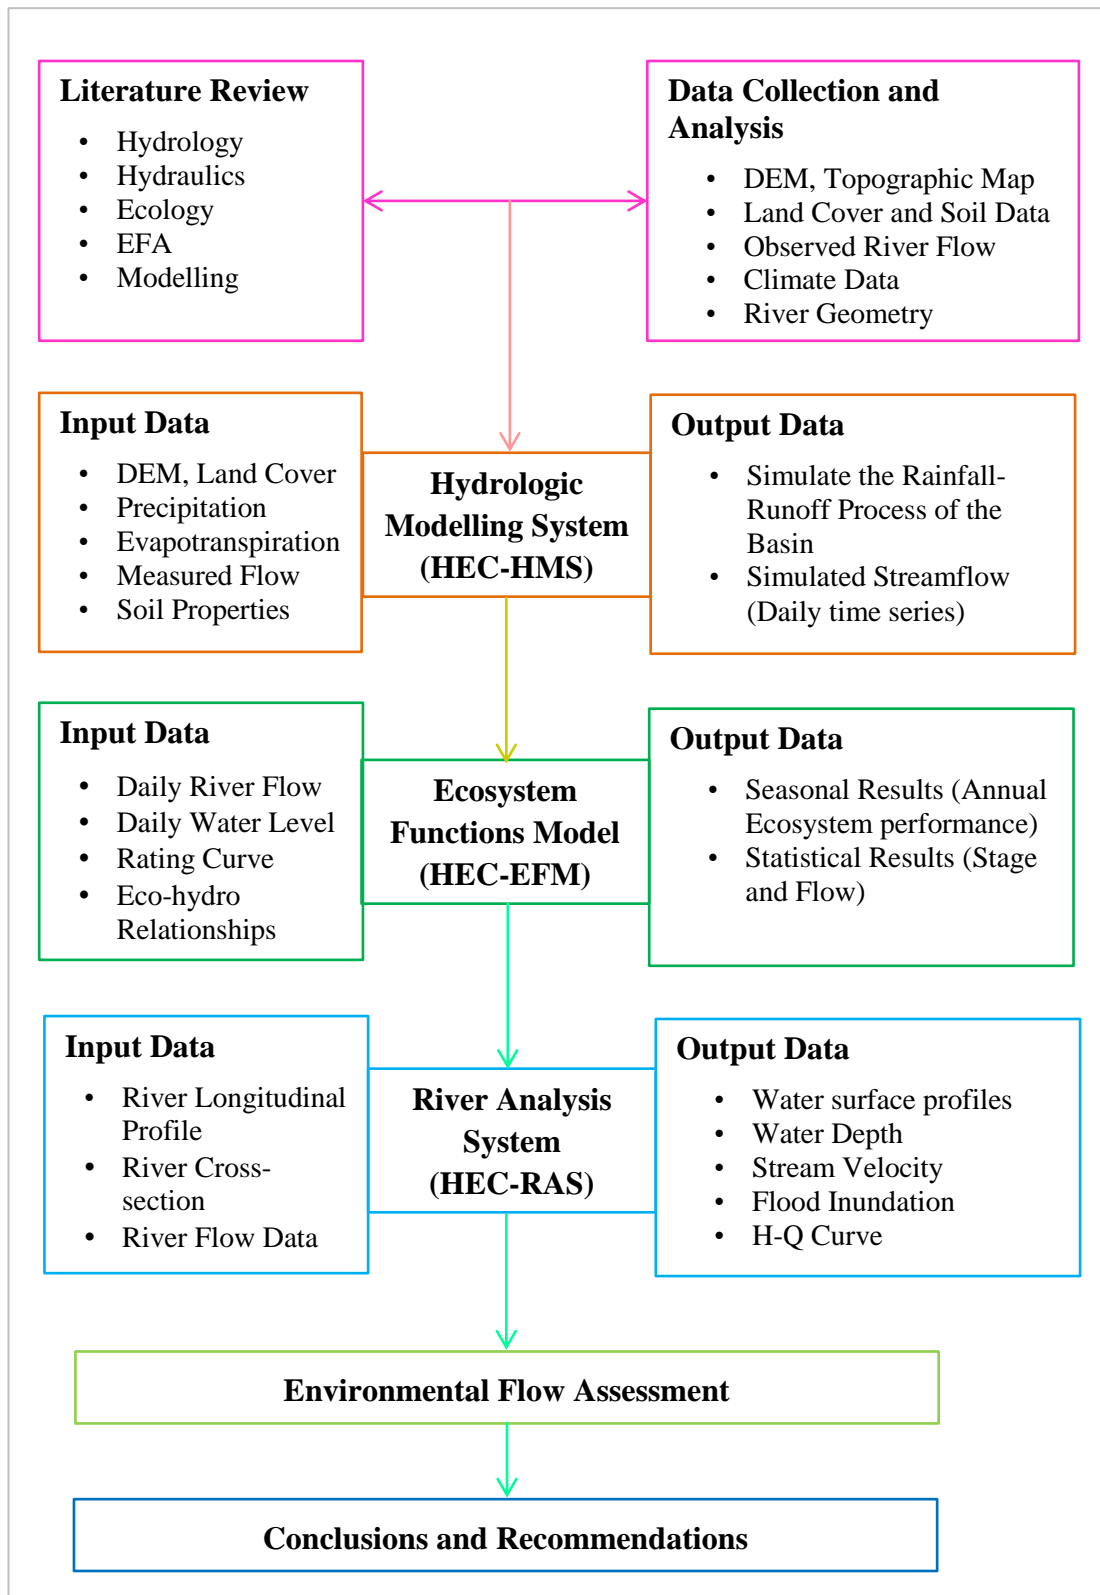 Literature Review
• Hydrology
• Hydraulics
• Ecology
• EFA
• Modelling
Data Collection and
Analysis
• DEM, Topographic Map
• Land Cover and Soil Data
• Observed River Flow
• Climate Data
• River Geometry
Input Data
• DEM, Land Cover
• Precipitation
• Evapotranspiration
• Measured Flow
• Soil Properties
Hydrologic
Modelling System
(HEC-HMS)
Output Data
• Simulate the Rainfall-
Runoff Process of the
Basin
• Simulated Streamflow
(Daily time series)
Input Data
• Daily River Flow
• Daily Water Level
• Rating Curve
• Eco-hydro
Relationships
Ecosystem
Functions Model
(HEC-EFM)
Output Data
• Seasonal Results (Annual
Ecosystem performance)
• Statistical Results (Stage
and Flow)
Input Data
• River Longitudinal
Profile
• River Cross-
section
• River Flow Data
River Analysis
System
(HEC-RAS)
Output Data
• Water surface profiles
• Water Depth
• Stream Velocity
• Flood Inundation
• H-Q Curve
Environmental Flow Assessment
Conclusions and Recommendations